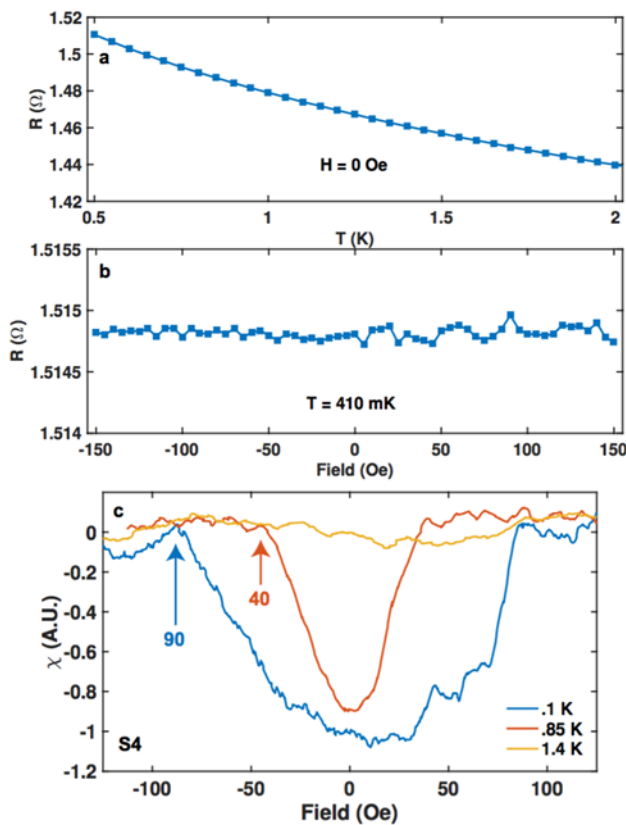 1.52
1.5
1.48
1.46
1.44
1.42
R (Ω)
a
H = 0 Oe
0.5
1
1.5
2
T (K)
1.5155
1.515
1.5145
1.514
R (Ω)
b
T = 410 mK
-150
-100
-50
0
50
100
150
Field (Oe)
c
0
-0.2
-0.4
-0.6
-0.8
-1
-1.2
χ (A.U.)
90
40
.1 K
.85 K
1.4 K
S4
-100
-50
0
50
100
Field (Oe)